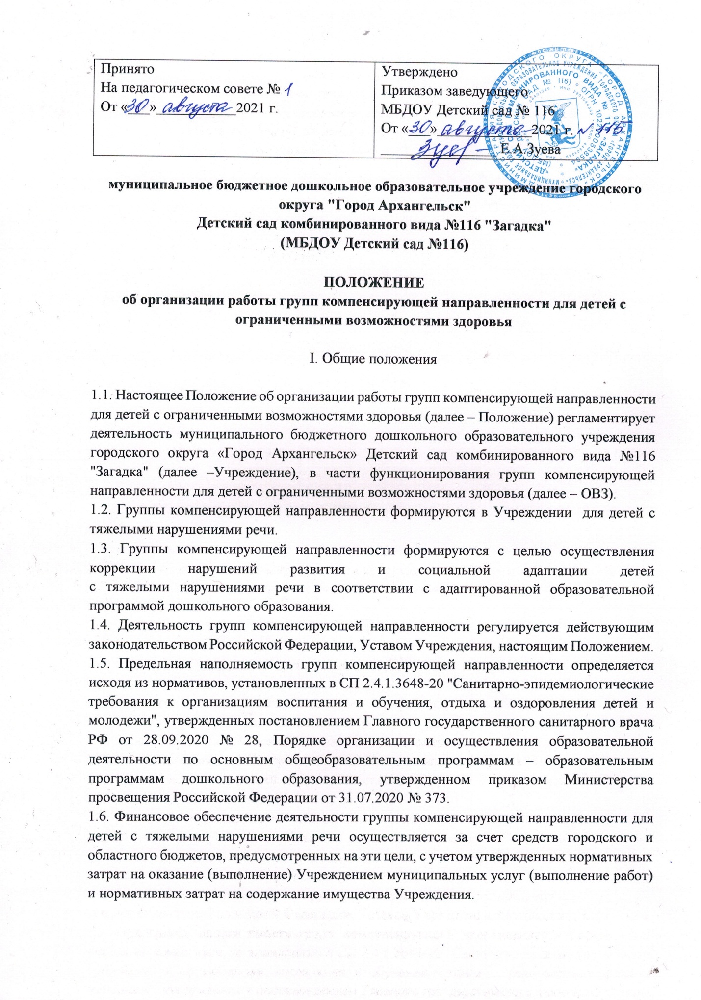 Принято
На педагогическом совете № 1
От «30» августа 2021 г.
Утверждено
Приказом заведующего
МБДОУ Детский сад № 116
От «30» августа 2021 г. № 115
Е.А.Зуева
муниципальное бюджетное дошкольное образовательное учреждение городского
округа "Город Архангельск"
Детский сад комбинированного вида №116 "Загадка"
(МБДОУ Детский сад №116)
ПОЛОЖЕНИЕ
об организации работы групп компенсирующей направленности для детей с
ограниченными возможностями здоровья
I. Общие положения
1.1. Настоящее Положение об организации работы групп компенсирующей направленности
для детей с ограниченными возможностями здоровья (далее – Положение) регламентирует
деятельность муниципального бюджетного дошкольного образовательного учреждения
городского округа «Город Архангельск» Детский сад комбинированного вида №116
"Загадка" (далее –Учреждение), в части функционирования групп компенсирующей
направленности для детей с ограниченными возможностями здоровья (далее – ОВЗ).
1.2. Группы компенсирующей направленности формируются в Учреждении для детей с
тяжелыми нарушениями речи.
1.3. Группы компенсирующей направленности формируются с целью осуществления
коррекции нарушений развития и социальной адаптации детей
с тяжелыми нарушениями речи в соответствии с адаптированной образовательной
программой дошкольного образования.
1.4. Деятельность групп компенсирующей направленности регулируется действующим
законодательством Российской Федерации, Уставом Учреждения, настоящим Положением.
1.5. Предельная наполняемость групп компенсирующей направленности определяется
исходя из нормативов, установленных в СП 2.4.1.3648-20 "Санитарно-эпидемиологические
требования к организациям воспитания и обучения, отдыха и оздоровления детей и
молодежи", утвержденных постановлением Главного государственного санитарного врача
РФ от 28.09.2020 № 28, Порядке организации и осуществления образовательной
деятельности по основным общеобразовательным программам – образовательным
программам дошкольного образования, утвержденном приказом Министерства
просвещения Российской Федерации от 31.07.2020 № 373.
1.6. Финансовое обеспечение деятельности группы компенсирующей направленности для
детей с тяжелыми нарушениями речи осуществляется за счет средств городского и
областного бюджетов, предусмотренных на эти цели, с учетом утвержденных нормативных
затрат на оказание (выполнение) Учреждением муниципальных услуг (выполнение работ)
и нормативных затрат на содержание имущества Учреждения.